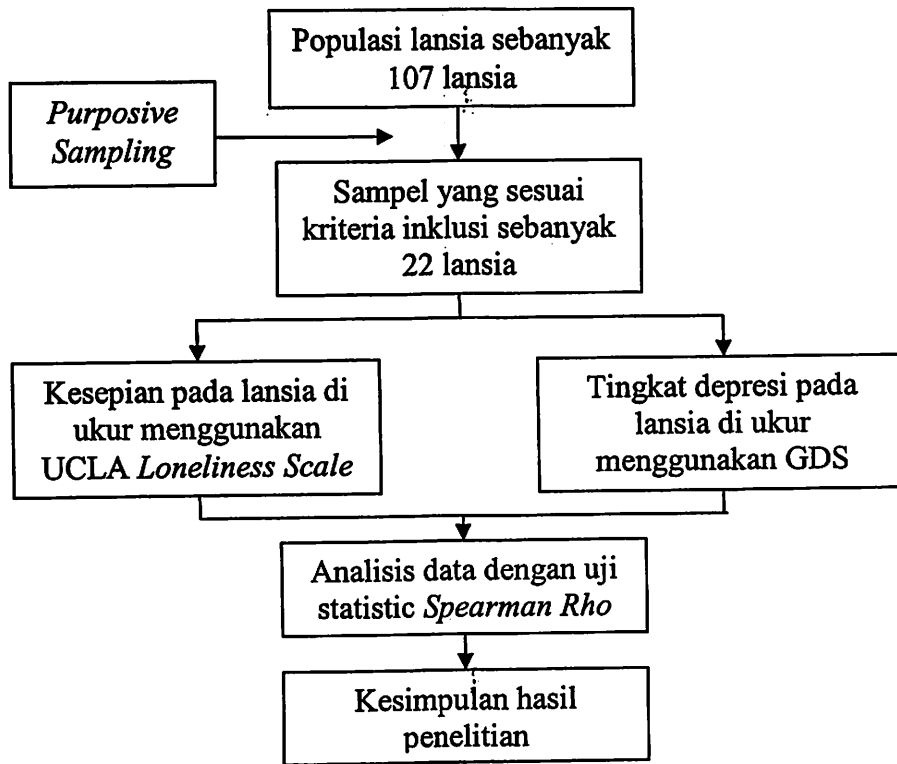 Populasi lansia sebanyak
107 lansia
Purposive
Sampling
Sampel yang sesuai
kriteria inklusi sebanyak
22 lansia
Kesepian pada lansia di
ukur menggunakan
UCLA Loneliness Scale
Tingkat depresi pada
lansia di ukur
menggunakan GDS
Analisis data dengan uji
statistic Spearman Rho
Kesimpulan hasil
penelitian